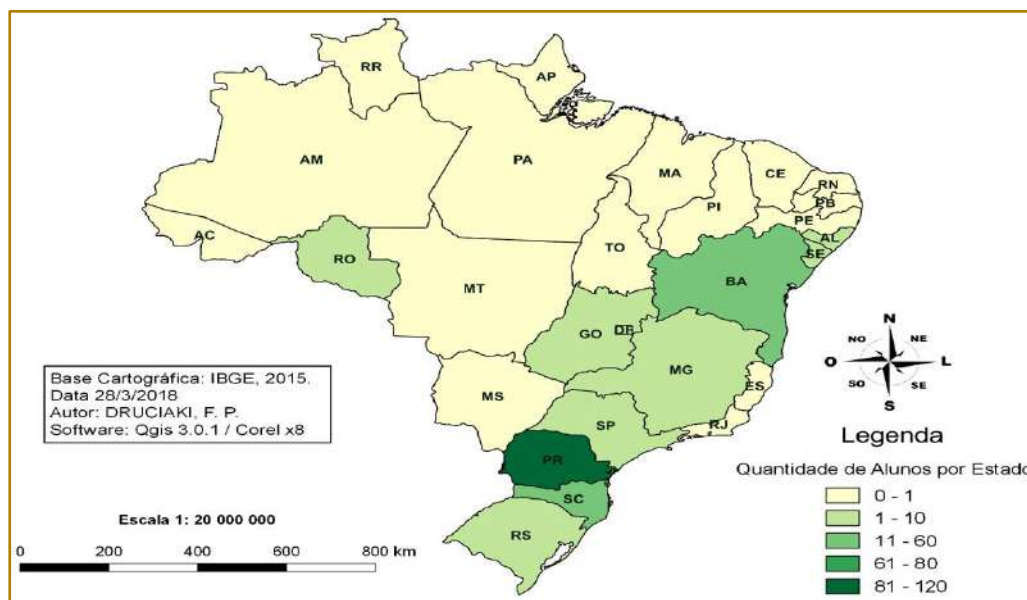 RR
AP
AM
PA
MA
CE
RN
PB
PI
PE
AC
AL
TO
SE
RO
BA
MT
GO
DF
MG
MS
ES
SP
RJ
PR
SC
RS
N
NO
NE
O
L
SO
SE
S
Base Cartográfica: IBGE, 2015.
Data 28/3/2018
Autor: DRUCIAKI, F. P.
Software: Qgis 3.0.1 / Corel x8
Escala 1: 20 000 000
0 200 400 600 800 km
Legenda
Quantidade de Alunos por Estado
0 - 1
1 - 10
11 - 60
61 - 80
81 - 120